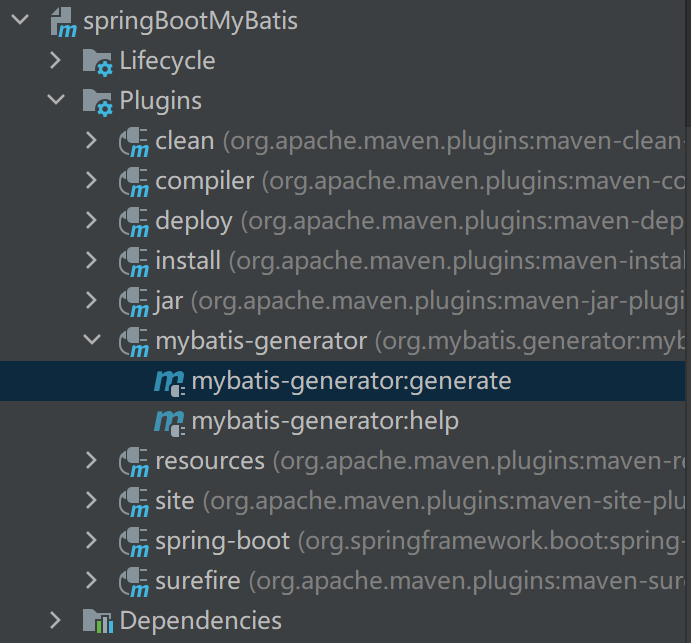 springBootMyBatis
Lifecycle
Plugins
clean (org.apache.maven.plugins:maven-clean-
compiler (org.apache.maven.plugins:maven-co
deploy (org.apache.maven.plugins:maven-dep
install (org.apache.maven.plugins:maven-instal
jar (org.apache.maven.plugins:maven-jar-plugi
mybatis-generator (org.mybatis.generator:myb
mybatis-generator:generate
mybatis-generator:help
resources (org.apache.maven.plugins:maven-re
site (org.apache.maven.plugins:maven-site-plu
spring-boot (org.springframework.boot:spring-
surefire (org.apache.maven.plugins:maven-sure
Dependencies